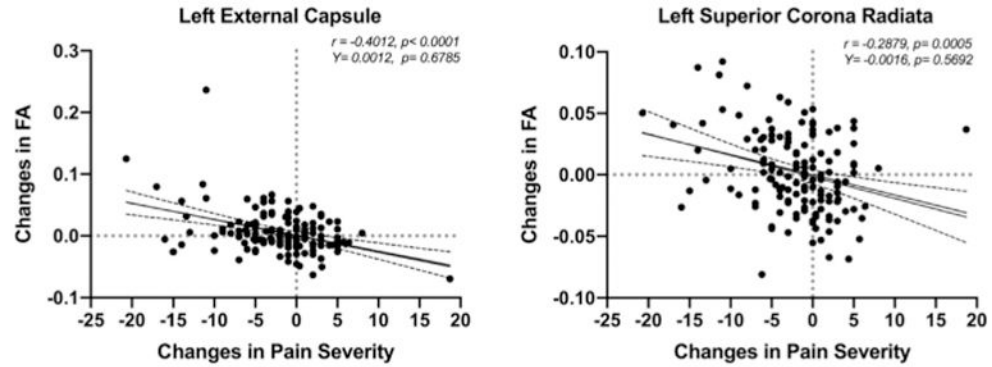 Left External Capsule
r = -0.4012, p< 0.0001
Y= 0.0012, p= 0.6785
Changes in FA
0.3
0.2
0.1
0.0
-0.1
-25 -20 -15 -10 -5 0 5 10 15 20
Changes in Pain Severity
Left Superior Corona Radiata
r = -0.2879, p= 0.0005
Y= -0.0016, p= 0.5692
Changes in FA
0.10
0.05
0.00
-0.05
-0.10
-25 -20 -15 -10 -5 0 5 10 15 20
Changes in Pain Severity